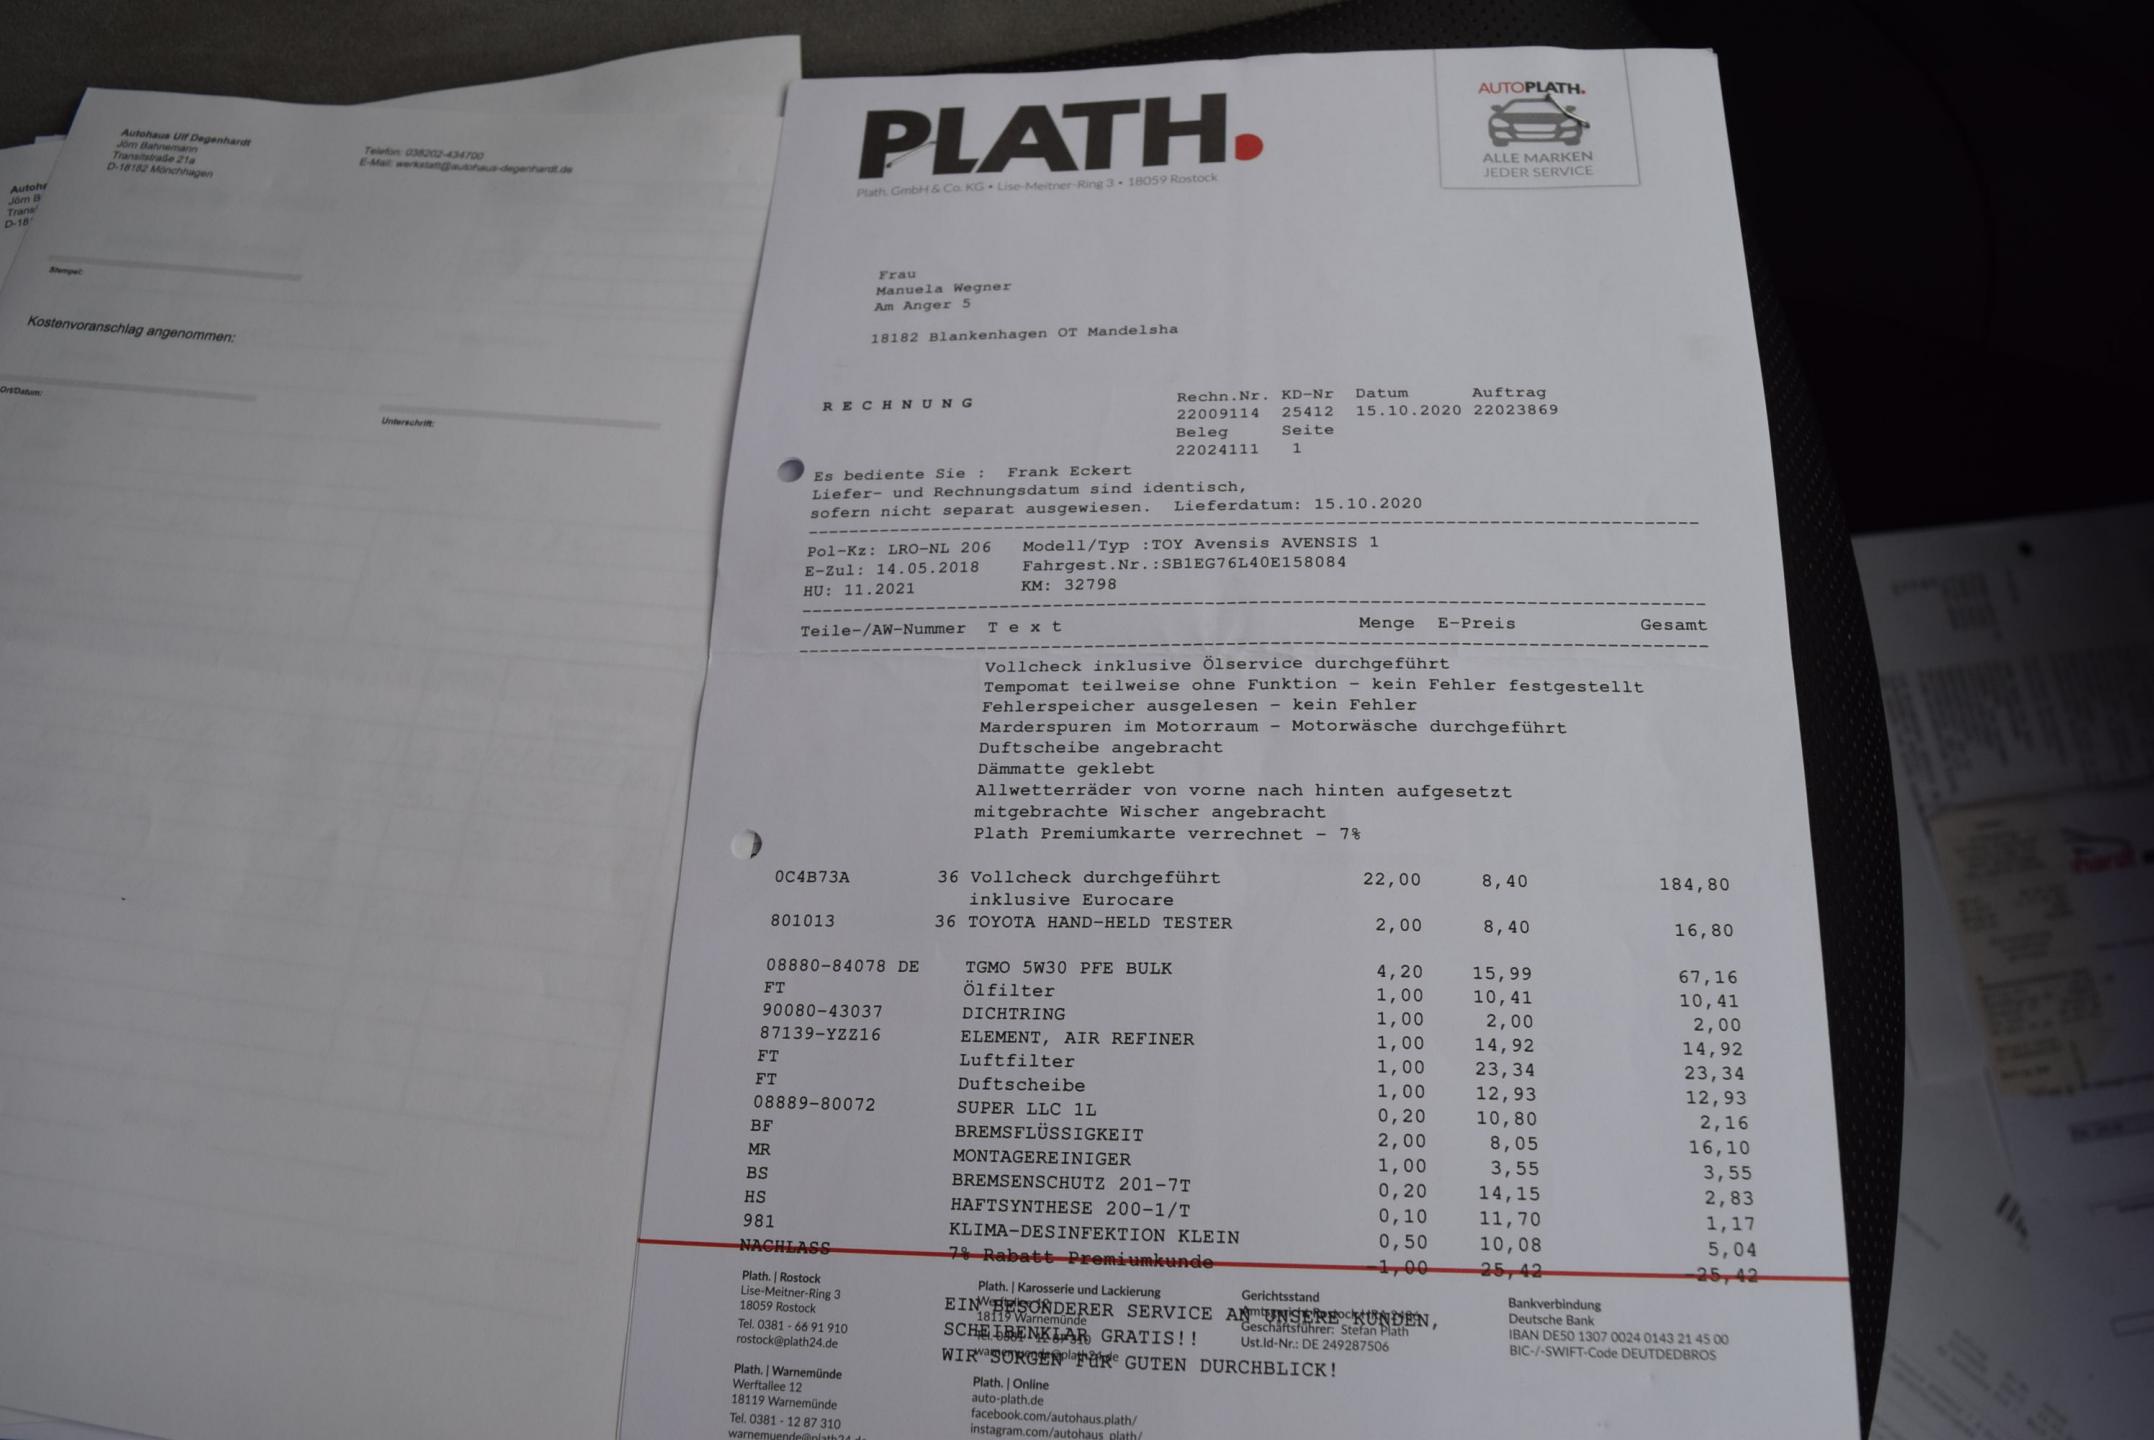 Autohaus Ulf Degenhardt
Jörn Bahnemann
Transitstraße 21a
D-18182 Mönchhagen
Telefon: 038202-434700
E-Mail: werkstatt@autohaus-degenhardt.de
Stempel:
Kostenvoranschlag angenommen:
Ort/Datum:
Unterschrift:
PLATH.
Plath. GmbH & Co. KG • Lise-Meitner-Ring 3 • 18059 Rostock
AUTOPLATH.
ALLE MARKEN
JEDER SERVICE
Frau
Manuela Wegner
Am Anger 5
18182 Blankenhagen OT Mandelsha
RECHNUNG
Rechn.Nr. KD-Nr Datum Auftrag
22009114 25412 15.10.2020 22023869
Beleg Seite
22024111 1
Es bediente Sie : Frank Eckert
Liefer- und Rechnungsdatum sind identisch,
sofern nicht separat ausgewiesen. Lieferdatum: 15.10.2020
Pol-Kz: LRO-NL 206 Modell/Typ :TOY Avensis AVENSIS 1
E-Zul: 14.05.2018 Fahrgest.Nr.:SB1EG76L40E158084
HU: 11.2021 KM: 32798
Teile-/AW-Nummer T e x t Menge E-Preis Gesamt
Vollcheck inklusive Ölservice durchgeführt
Tempomat teilweise ohne Funktion - kein Fehler festgestellt
Fehlerspeicher ausgelesen - kein Fehler
Marderspuren im Motorraum - Motorwäsche durchgeführt
Duftscheibe angebracht
Dämmatte geklebt
Allwetterräder von vorne nach hinten aufgesetzt
mitgebrachte Wischer angebracht
Plath Premiumkarte verrechnet - 7%
0C4B73A 36 Vollcheck durchgeführt 22,00 8,40 184,80
inklusive Eurocare
801013 36 TOYOTA HAND-HELD TESTER 2,00 8,40 16,80
08880-84078 DE TGMO 5W30 PFE BULK 4,20 15,99 67,16
FT Ölfilter 1,00 10,41 10,41
90080-43037 DICHTRING 1,00 2,00 2,00
87139-YZZ16 ELEMENT, AIR REFINER 1,00 14,92 14,92
FT Luftfilter 1,00 23,34 23,34
FT Duftscheibe 1,00 12,93 12,93
08889-80072 SUPER LLC 1L 0,20 10,80 2,16
BF BREMSFLÜSSIGKEIT 2,00 8,05 16,10
MR MONTAGEREINIGER 1,00 3,55 3,55
BS BREMSENSCHUTZ 201-7T 0,20 14,15 2,83
HS HAFTSYNTHESE 200-1/T 0,10 11,70 1,17
981 KLIMA-DESINFEKTION KLEIN 0,50 10,08 5,04
NACHLASS 7% Rabatt Premiumkunde -1,00 25,42 -25,42
EIN BESONDERER SERVICE AN UNSERE KUNDEN,
SCHEIBENKLAR GRATIS!!
WIR SORGEN FÜR GUTEN DURCHBLICK!
Plath. | Rostock
Lise-Meitner-Ring 3
18059 Rostock
Tel. 0381 - 66 91 910
rostock@plath24.de
Plath. | Warnemünde
Werftallee 12
18119 Warnemünde
Tel. 0381 - 12 87 310
warnemuende@plath24.de
Plath. | Karosserie und Lackierung
18119 Warnemünde
warnemuende@plath24.de
Plath. | Online
auto-plath.de
facebook.com/autohaus.plath/
instagram.com/autohaus_plath/
Gerichtsstand
Amtsgericht Rostock
Geschäftsführer: Stefan Plath
Ust.Id-Nr.: DE 249287506
Bankverbindung
Deutsche Bank
IBAN DE50 1307 0024 0143 21 45 00
BIC-/-SWIFT-Code DEUTDEDBROS